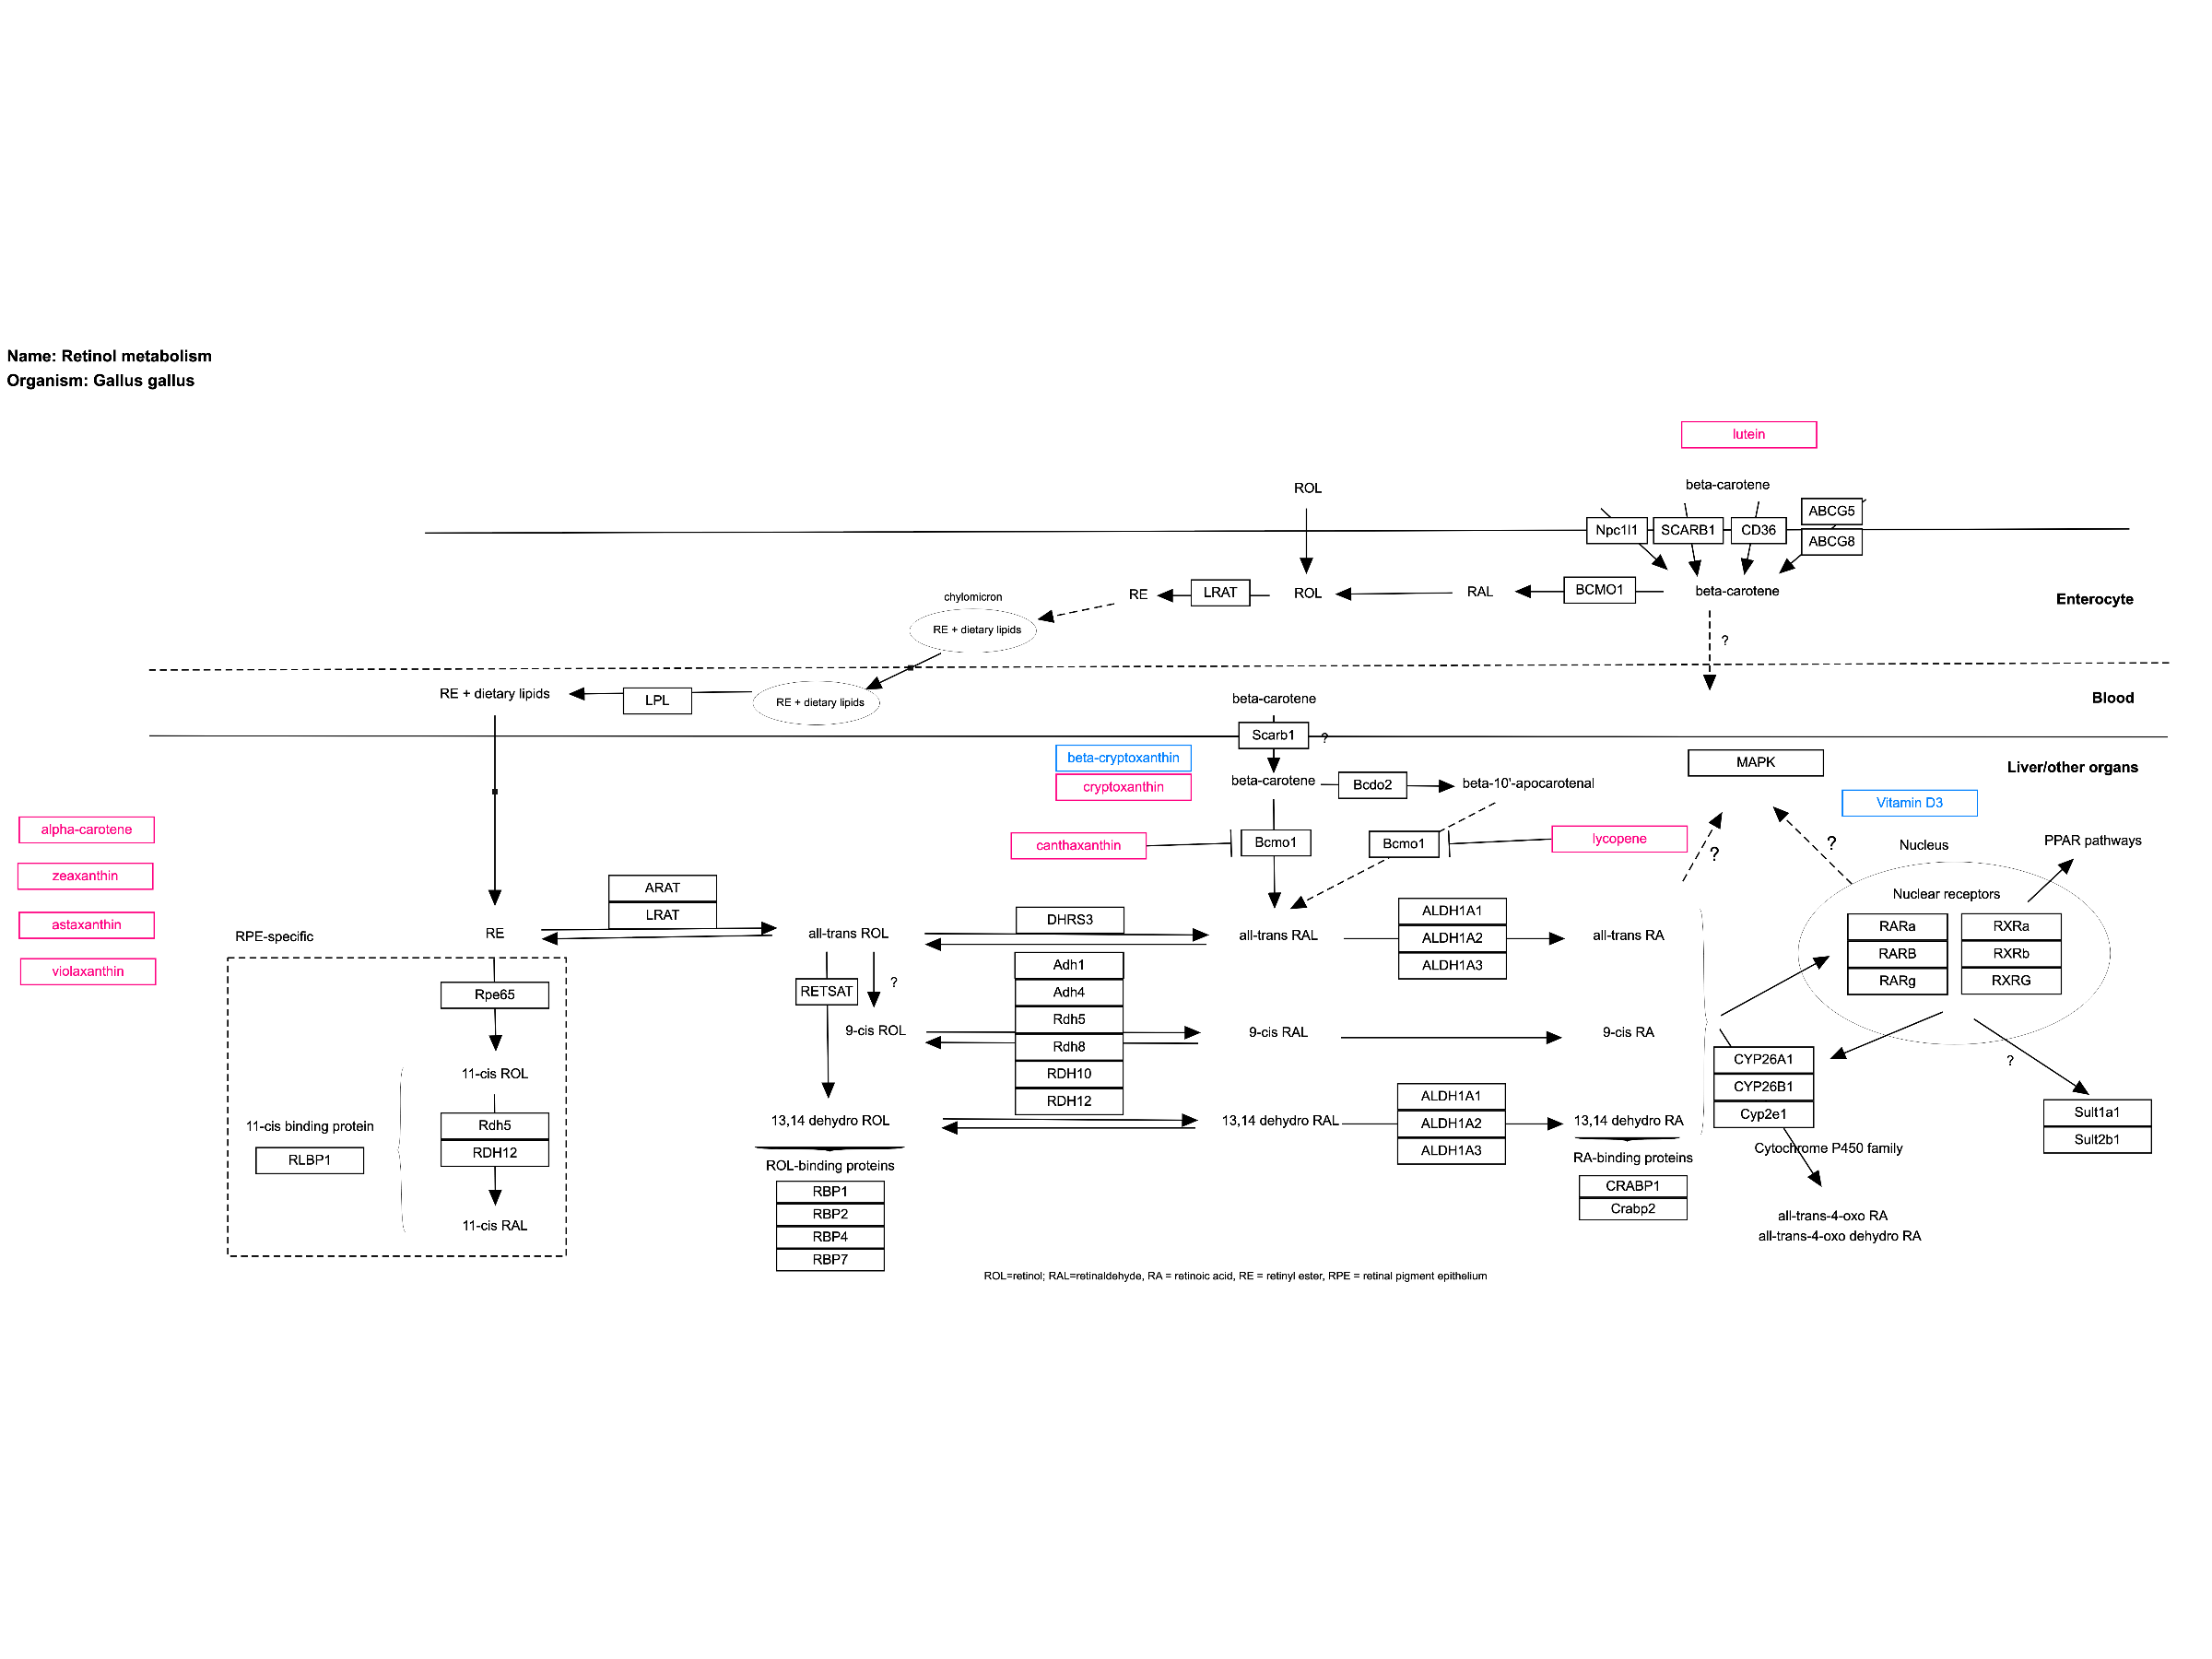 Name: Retinol metabolism
Organism: Gallus gallus
lutein
beta-carotene
ROL
ABCG5
Npc1l1
SCARB1
CD36
ABCG8
RE
LRAT
ROL
RAL
BCMO1
beta-carotene
Enterocyte
chylomicron
RE + dietary lipids
?
RE + dietary lipids
LPL
RE + dietary lipids
beta-carotene
Blood
Scarb1
?
beta-cryptoxanthin
MAPK
Liver/other organs
cryptoxanthin
beta-carotene
Bcdo2
beta-10'-apocarotenal
Vitamin D3
alpha-carotene
canthaxanthin
Bcmo1
Bcmo1
lycopene
?
?
Nucleus
PPAR pathways
zeaxanthin
ARAT
LRAT
Nuclear receptors
astaxanthin
RPE-specific
RE
all-trans ROL
DHRS3
all-trans RAL
ALDH1A1
ALDH1A2
ALDH1A3
all-trans RA
RARa
RARB
RARg
RXRa
RXRb
RXRG
violaxanthin
Rpe65
RETSAT
?
Adh1
Adh4
Rdh5
Rdh8
RDH10
RDH12
9-cis ROL
9-cis RAL
9-cis RA
11-cis ROL
CYP26A1
CYP26B1
Cyp2e1
?
11-cis binding protein
RLBP1
Rdh5
RDH12
13,14 dehydro ROL
13,14 dehydro RAL
ALDH1A1
ALDH1A2
ALDH1A3
13,14 dehydro RA
Sult1a1
Sult2b1
Cytochrome P450 family
ROL-binding proteins
RA-binding proteins
RBP1
RBP2
RBP4
RBP7
CRABP1
Crabp2
11-cis RAL
all-trans-4-oxo RA
all-trans-4-oxo dehydro RA
ROL=retinol; RAL=retinaldehyde, RA = retinoic acid, RE = retinyl ester, RPE = retinal pigment epithelium